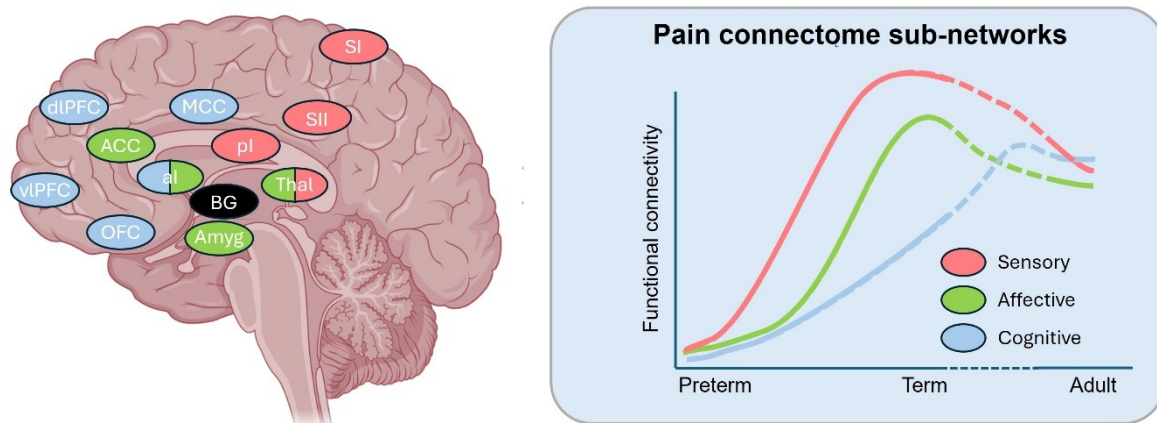 SI
dlPFC
MCC
SII
ACC
pI
aI
Thal
vlPFC
BG
OFC
Amyg
Pain connectome sub-networks
Functional connectivity
Sensory
Affective
Cognitive
Preterm
Term
Adult